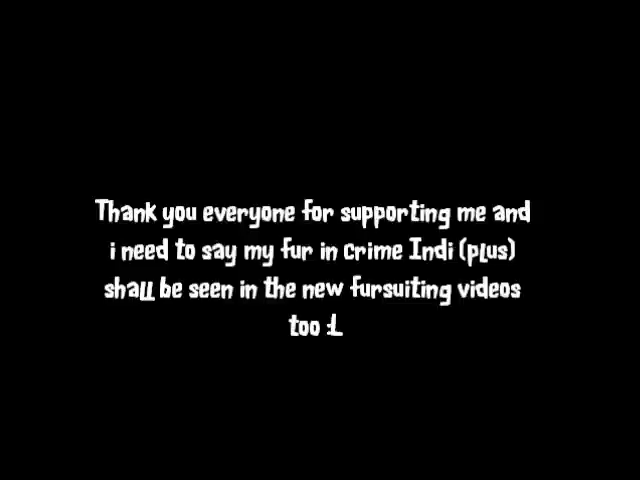 Thank you everyone for supporting me and
i need to say my fur in crime Indi (plus)
shall be seen in the new fursuiting videos
too :L